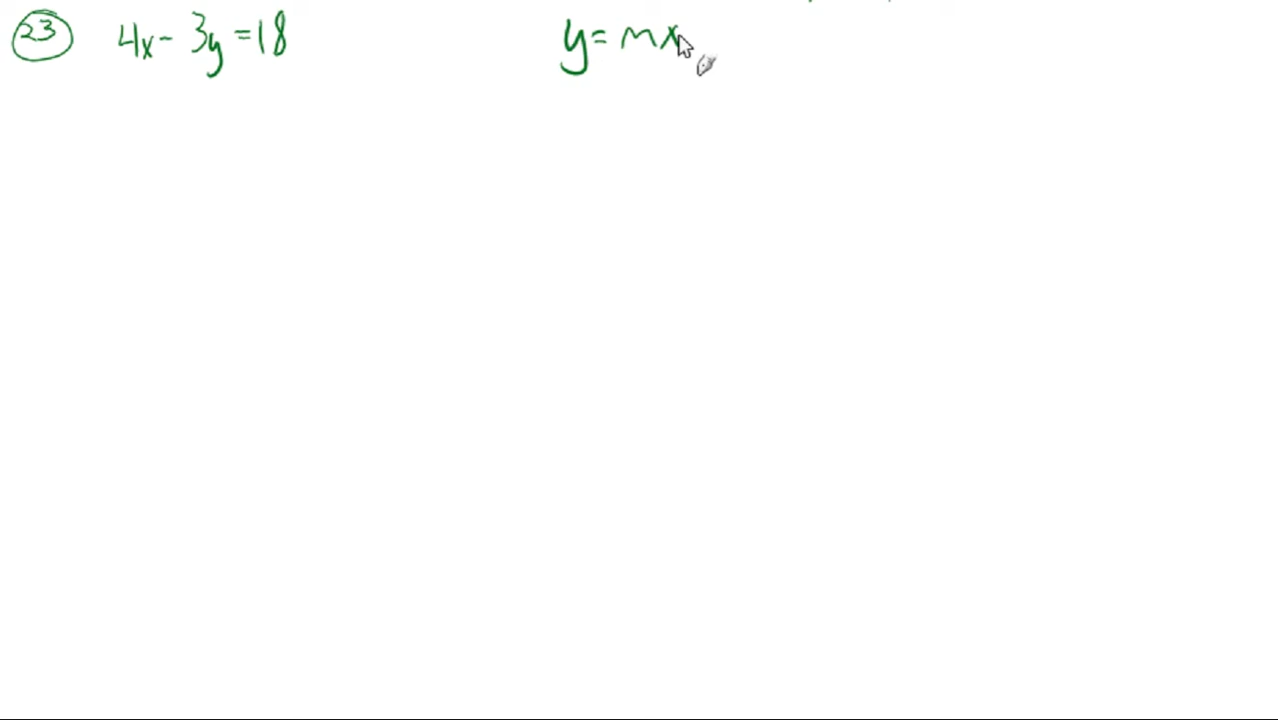 23 4x - 3y = 18 y = mx